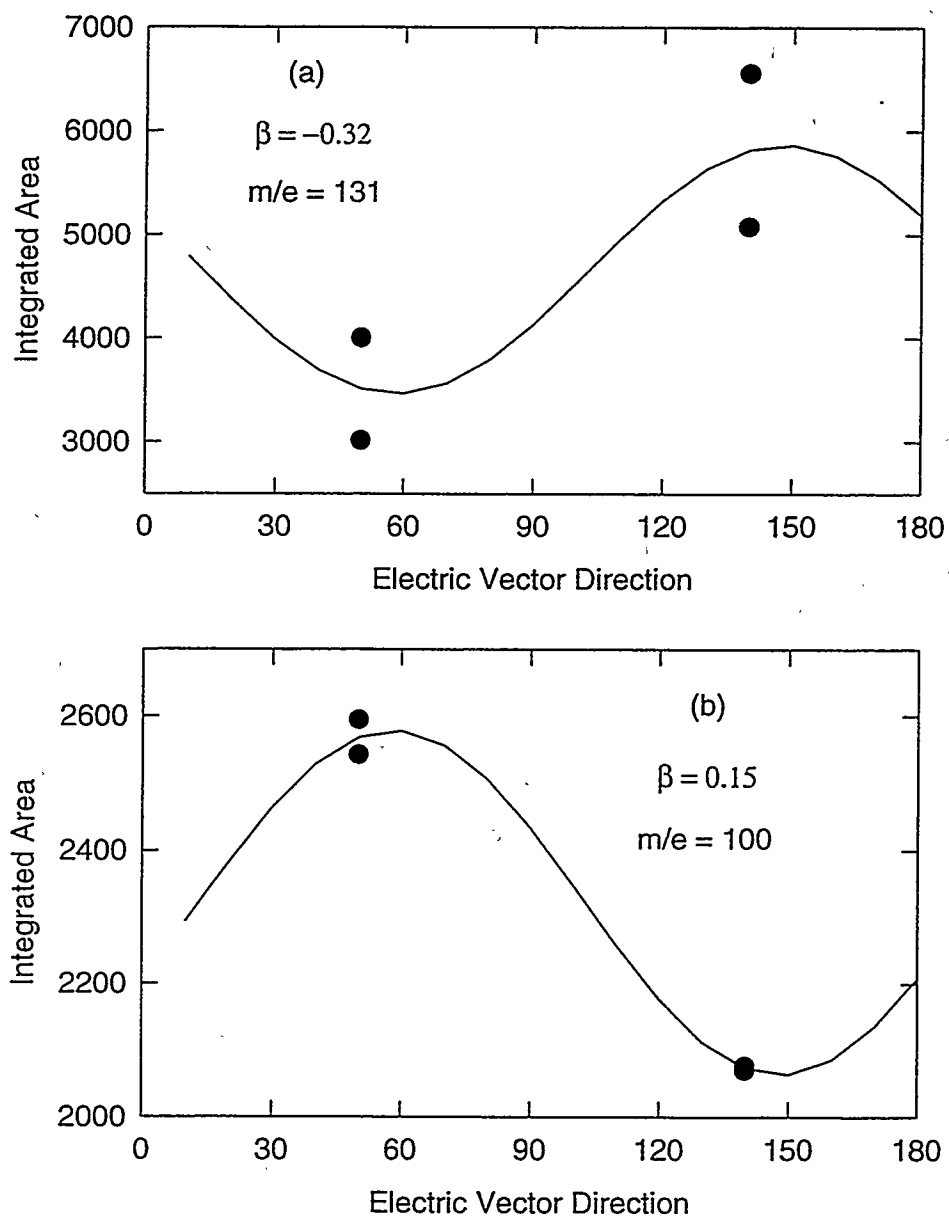 7000
6000
5000
4000
3000
(a)
β = −0.32
m/e = 131
Integrated Area
0 30 60 90 120 150 180
Electric Vector Direction
2600
2400
2200
2000
(b)
β = 0.15
m/e = 100
Integrated Area
0 30 60 90 120 150 180
Electric Vector Direction